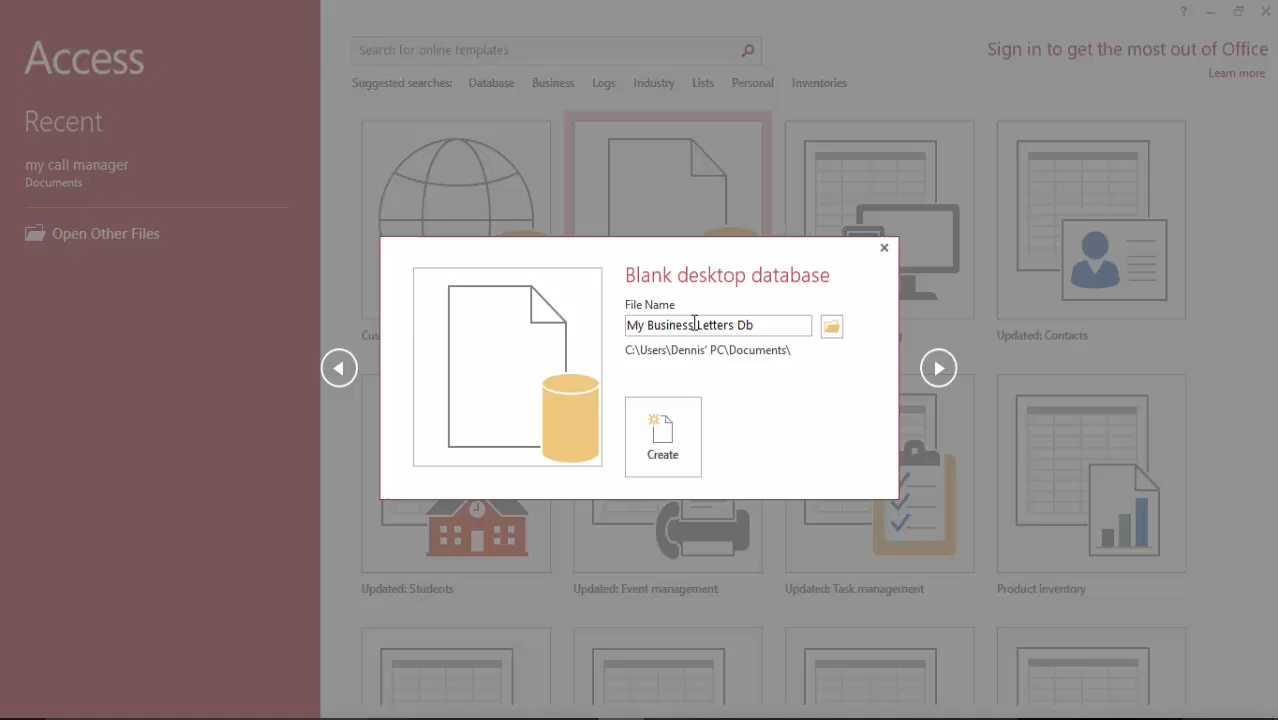 Access
Recent
my call manager
Documents
Open Other Files
?
Search for online templates
Sign in to get the most out of Office
Learn more
Suggested searches: Database Business Logs Industry Lists Personal Inventories
Updated: Contacts
Blank desktop database
File Name
My Business Letters Db
C:\Users\Dennis' PC\Documents\
Create
Updated: Students
Updated: Event management
Updated: Task management
Product inventory